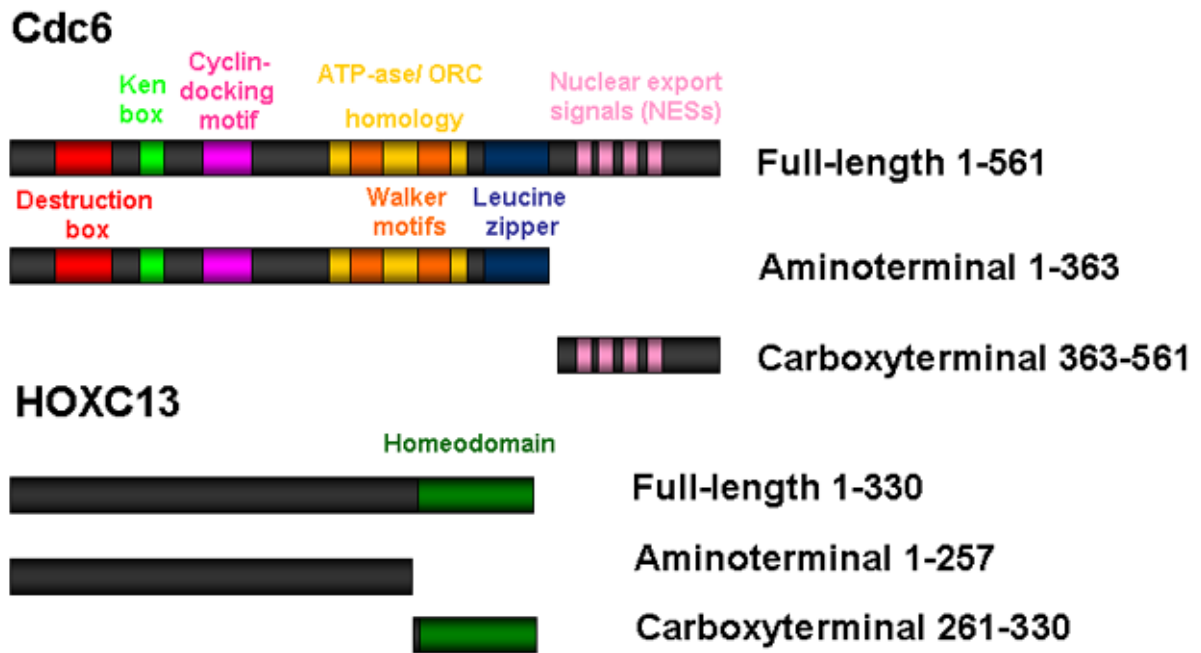 Cdc6
Cyclin-
docking
motif
Ken
box
ATP-ase/ ORC
homology
Nuclear export
signals (NESs)
Full-length 1-561
Destruction
box
Walker
motifs
Leucine
zipper
Aminoterminal 1-363
Carboxyterminal 363-561
HOXC13
Homeodomain
Full-length 1-330
Aminoterminal 1-257
Carboxyterminal 261-330